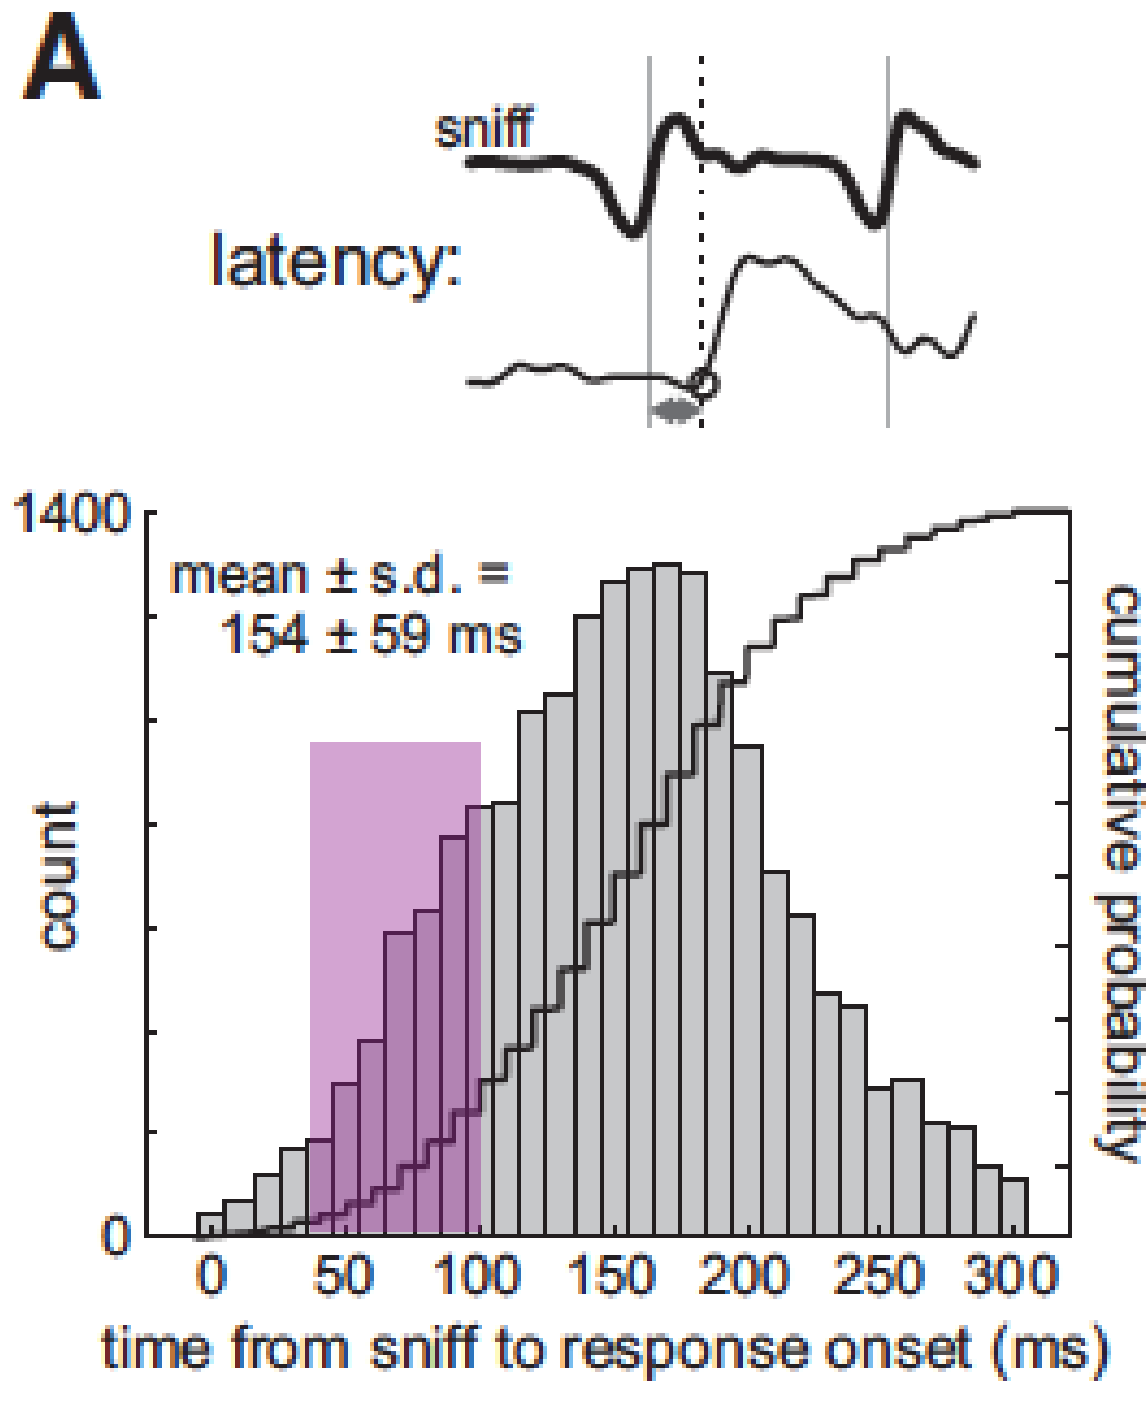 A
sniff
latency:
1400
mean ± s.d. =
154 ± 59 ms
count
cumulative probability
0
0 50 100 150 200 250 300
time from sniff to response onset (ms)